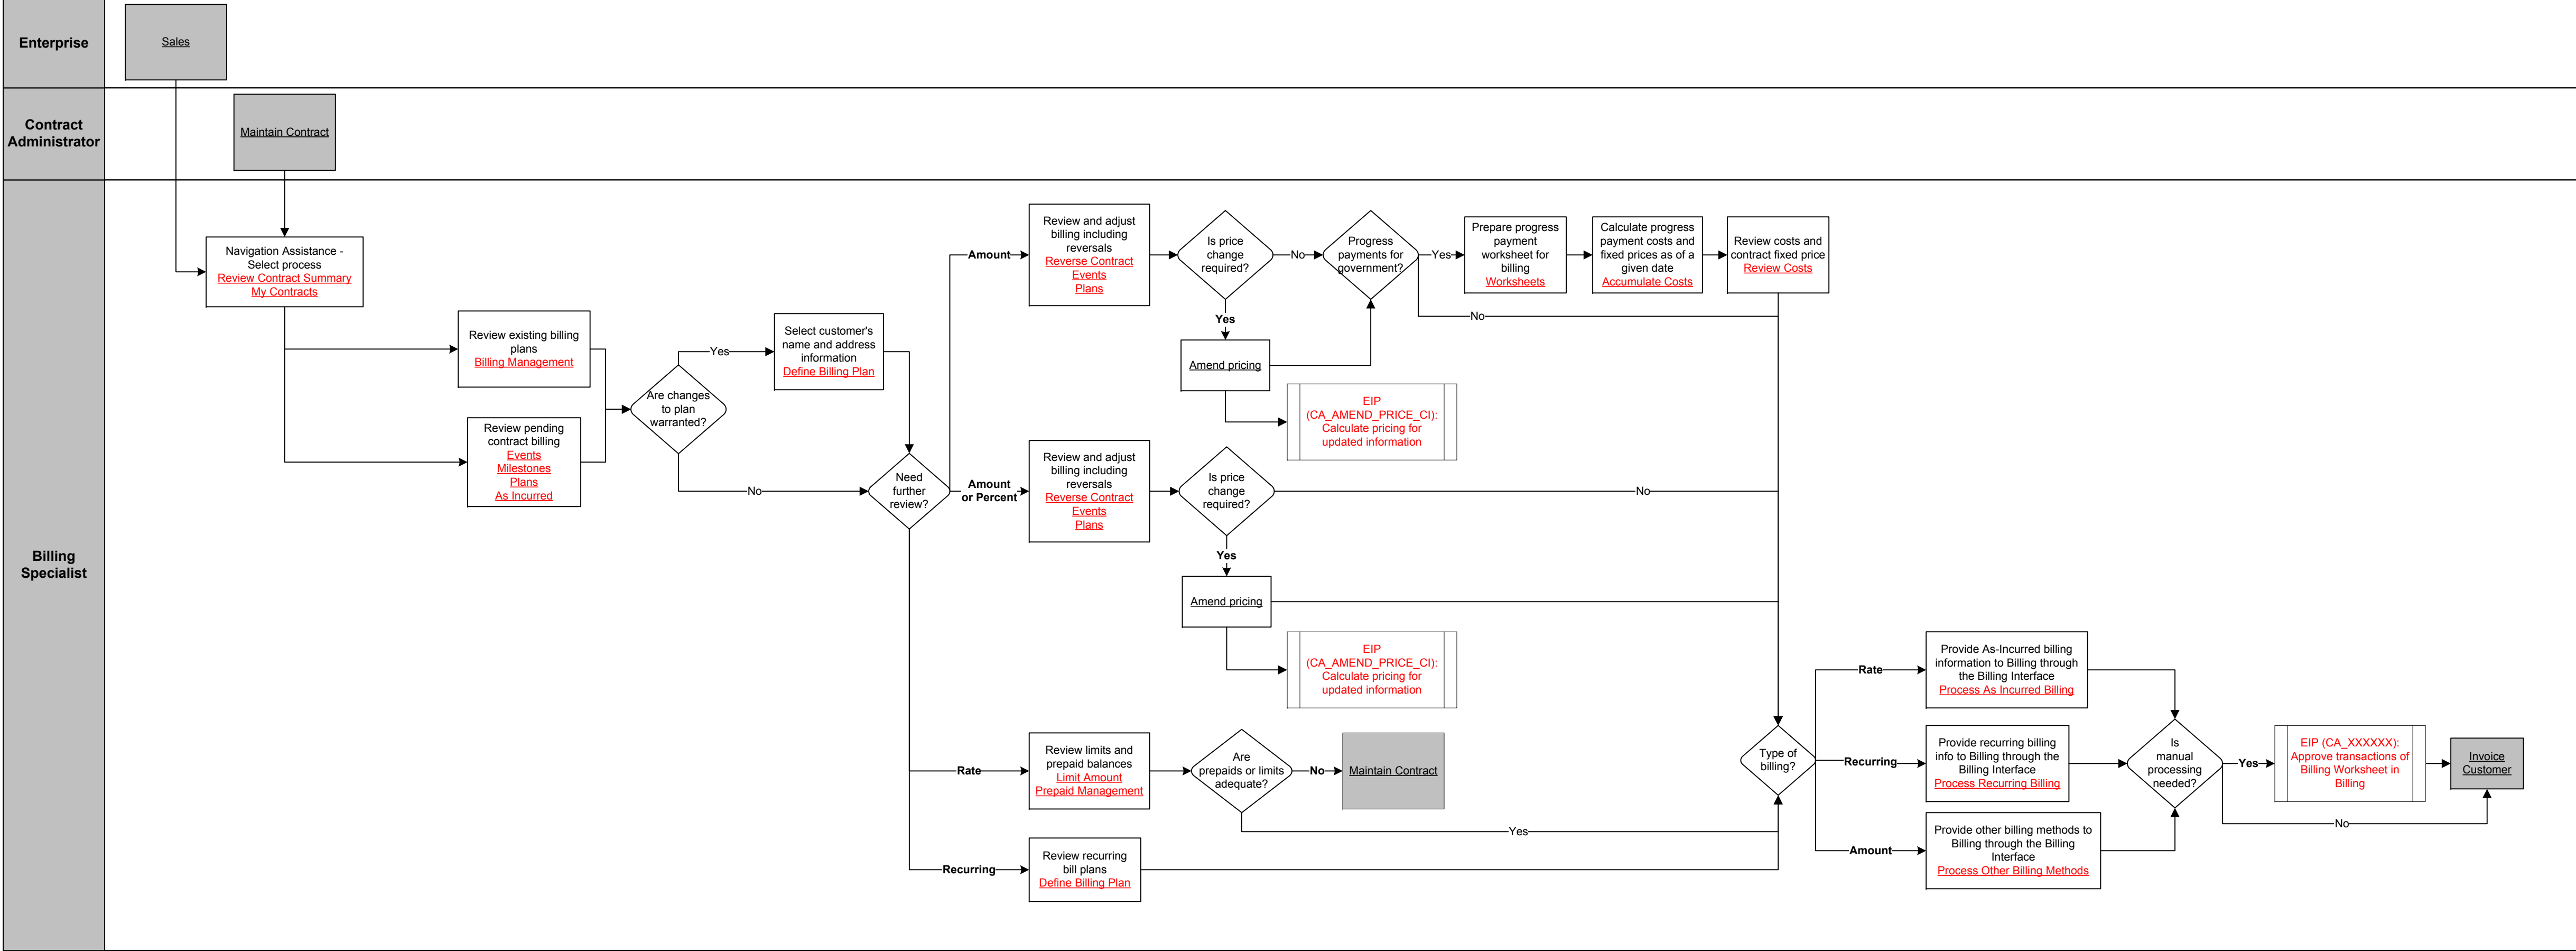 Enterprise
Sales
Contract
Administrator
Maintain Contract
Billing
Specialist
Navigation Assistance -
Select process
Review Contract Summary
My Contracts
Review existing billing
plans
Billing Management
Review pending
contract billing
Events
Milestones
Plans
As Incurred
Are changes
to plan
warranted?
Yes
No
Select customer's
name and address
information
Define Billing Plan
Need
further
review?
Amount
Review and adjust
billing including
reversals
Reverse Contract
Events
Plans
Is price
change
required?
No
Yes
Amend pricing
EIP
(CA_AMEND_PRICE_CI):
Calculate pricing for
updated information
Progress
payments for
government?
Yes
No
Prepare progress
payment
worksheet for
billing
Worksheets
Calculate progress
payment costs and
fixed prices as of a
given date
Accumulate Costs
Review costs and
contract fixed price
Review Costs
Amount
or Percent
Review and adjust
billing including
reversals
Reverse Contract
Events
Plans
Is price
change
required?
No
Yes
Amend pricing
EIP
(CA_AMEND_PRICE_CI):
Calculate pricing for
updated information
Rate
Review limits and
prepaid balances
Limit Amount
Prepaid Management
Are
prepaids or limits
adequate?
No
Maintain Contract
Yes
Recurring
Review recurring
bill plans
Define Billing Plan
Type of
billing?
Rate
Provide As-Incurred billing
information to Billing through
the Billing Interface
Process As Incurred Billing
Recurring
Provide recurring billing
info to Billing through the
Billing Interface
Process Recurring Billing
Amount
Provide other billing methods to
Billing through the Billing
Interface
Process Other Billing Methods
Is
manual
processing
needed?
Yes
No
EIP (CA_XXXXXX):
Approve transactions of
Billing Worksheet in
Billing
Invoice
Customer